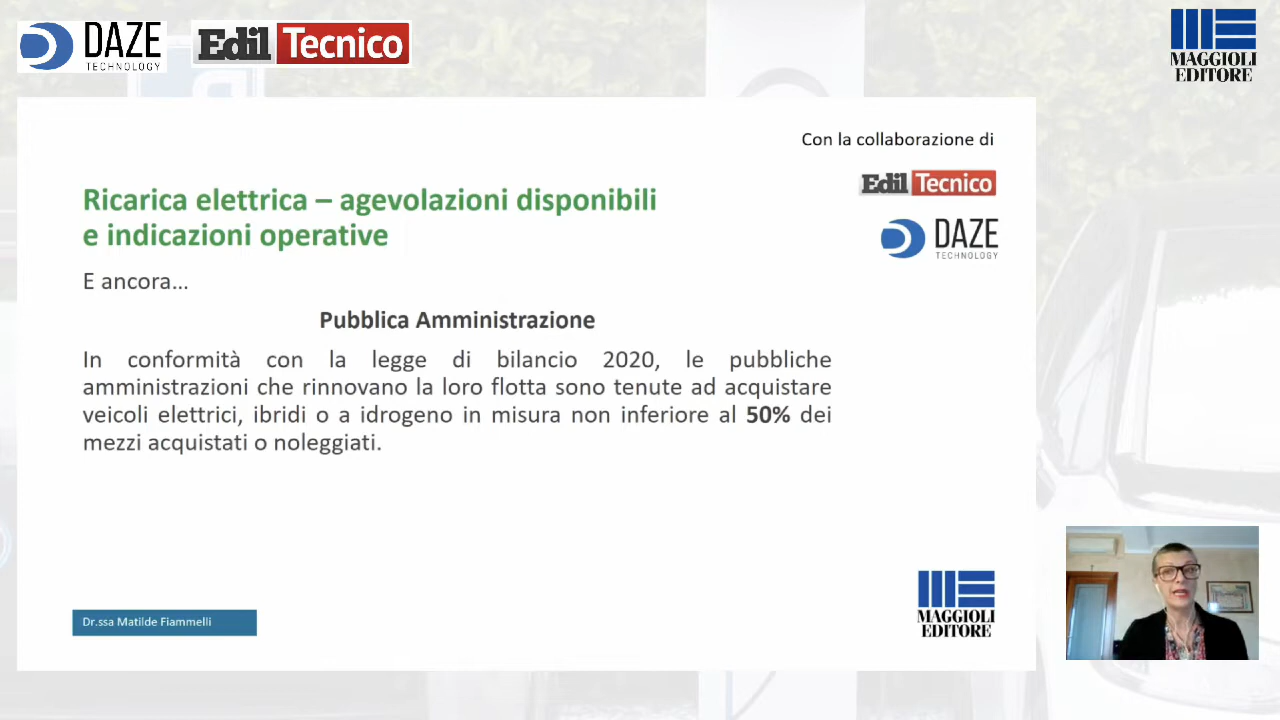 DAZE
TECHNOLOGY
Edil Tecnico
MAGGIOLI
EDITORE
Con la collaborazione di
Edil Tecnico
DAZE
TECHNOLOGY
Ricarica elettrica – agevolazioni disponibili
e indicazioni operative
E ancora...
Pubblica Amministrazione
In conformità con la legge di bilancio 2020, le pubbliche
amministrazioni che rinnovano la loro flotta sono tenute ad acquistare
veicoli elettrici, ibridi o a idrogeno in misura non inferiore al 50% dei
mezzi acquistati o noleggiati.
Dr.ssa Matilde Fiammelli
MAGGIOLI
EDITORE